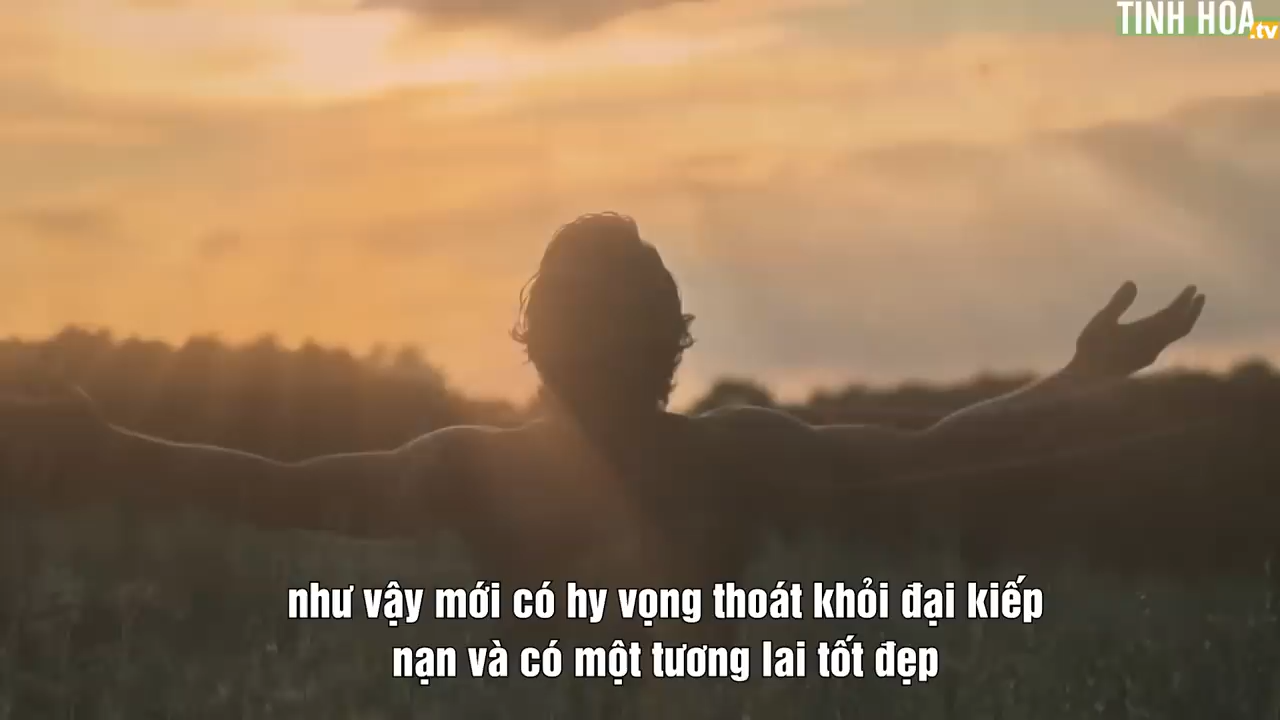 TINH HOA
.tv
như vậy mới có hy vọng thoát khỏi đại kiếp
nạn và có một tương lai tốt đẹp